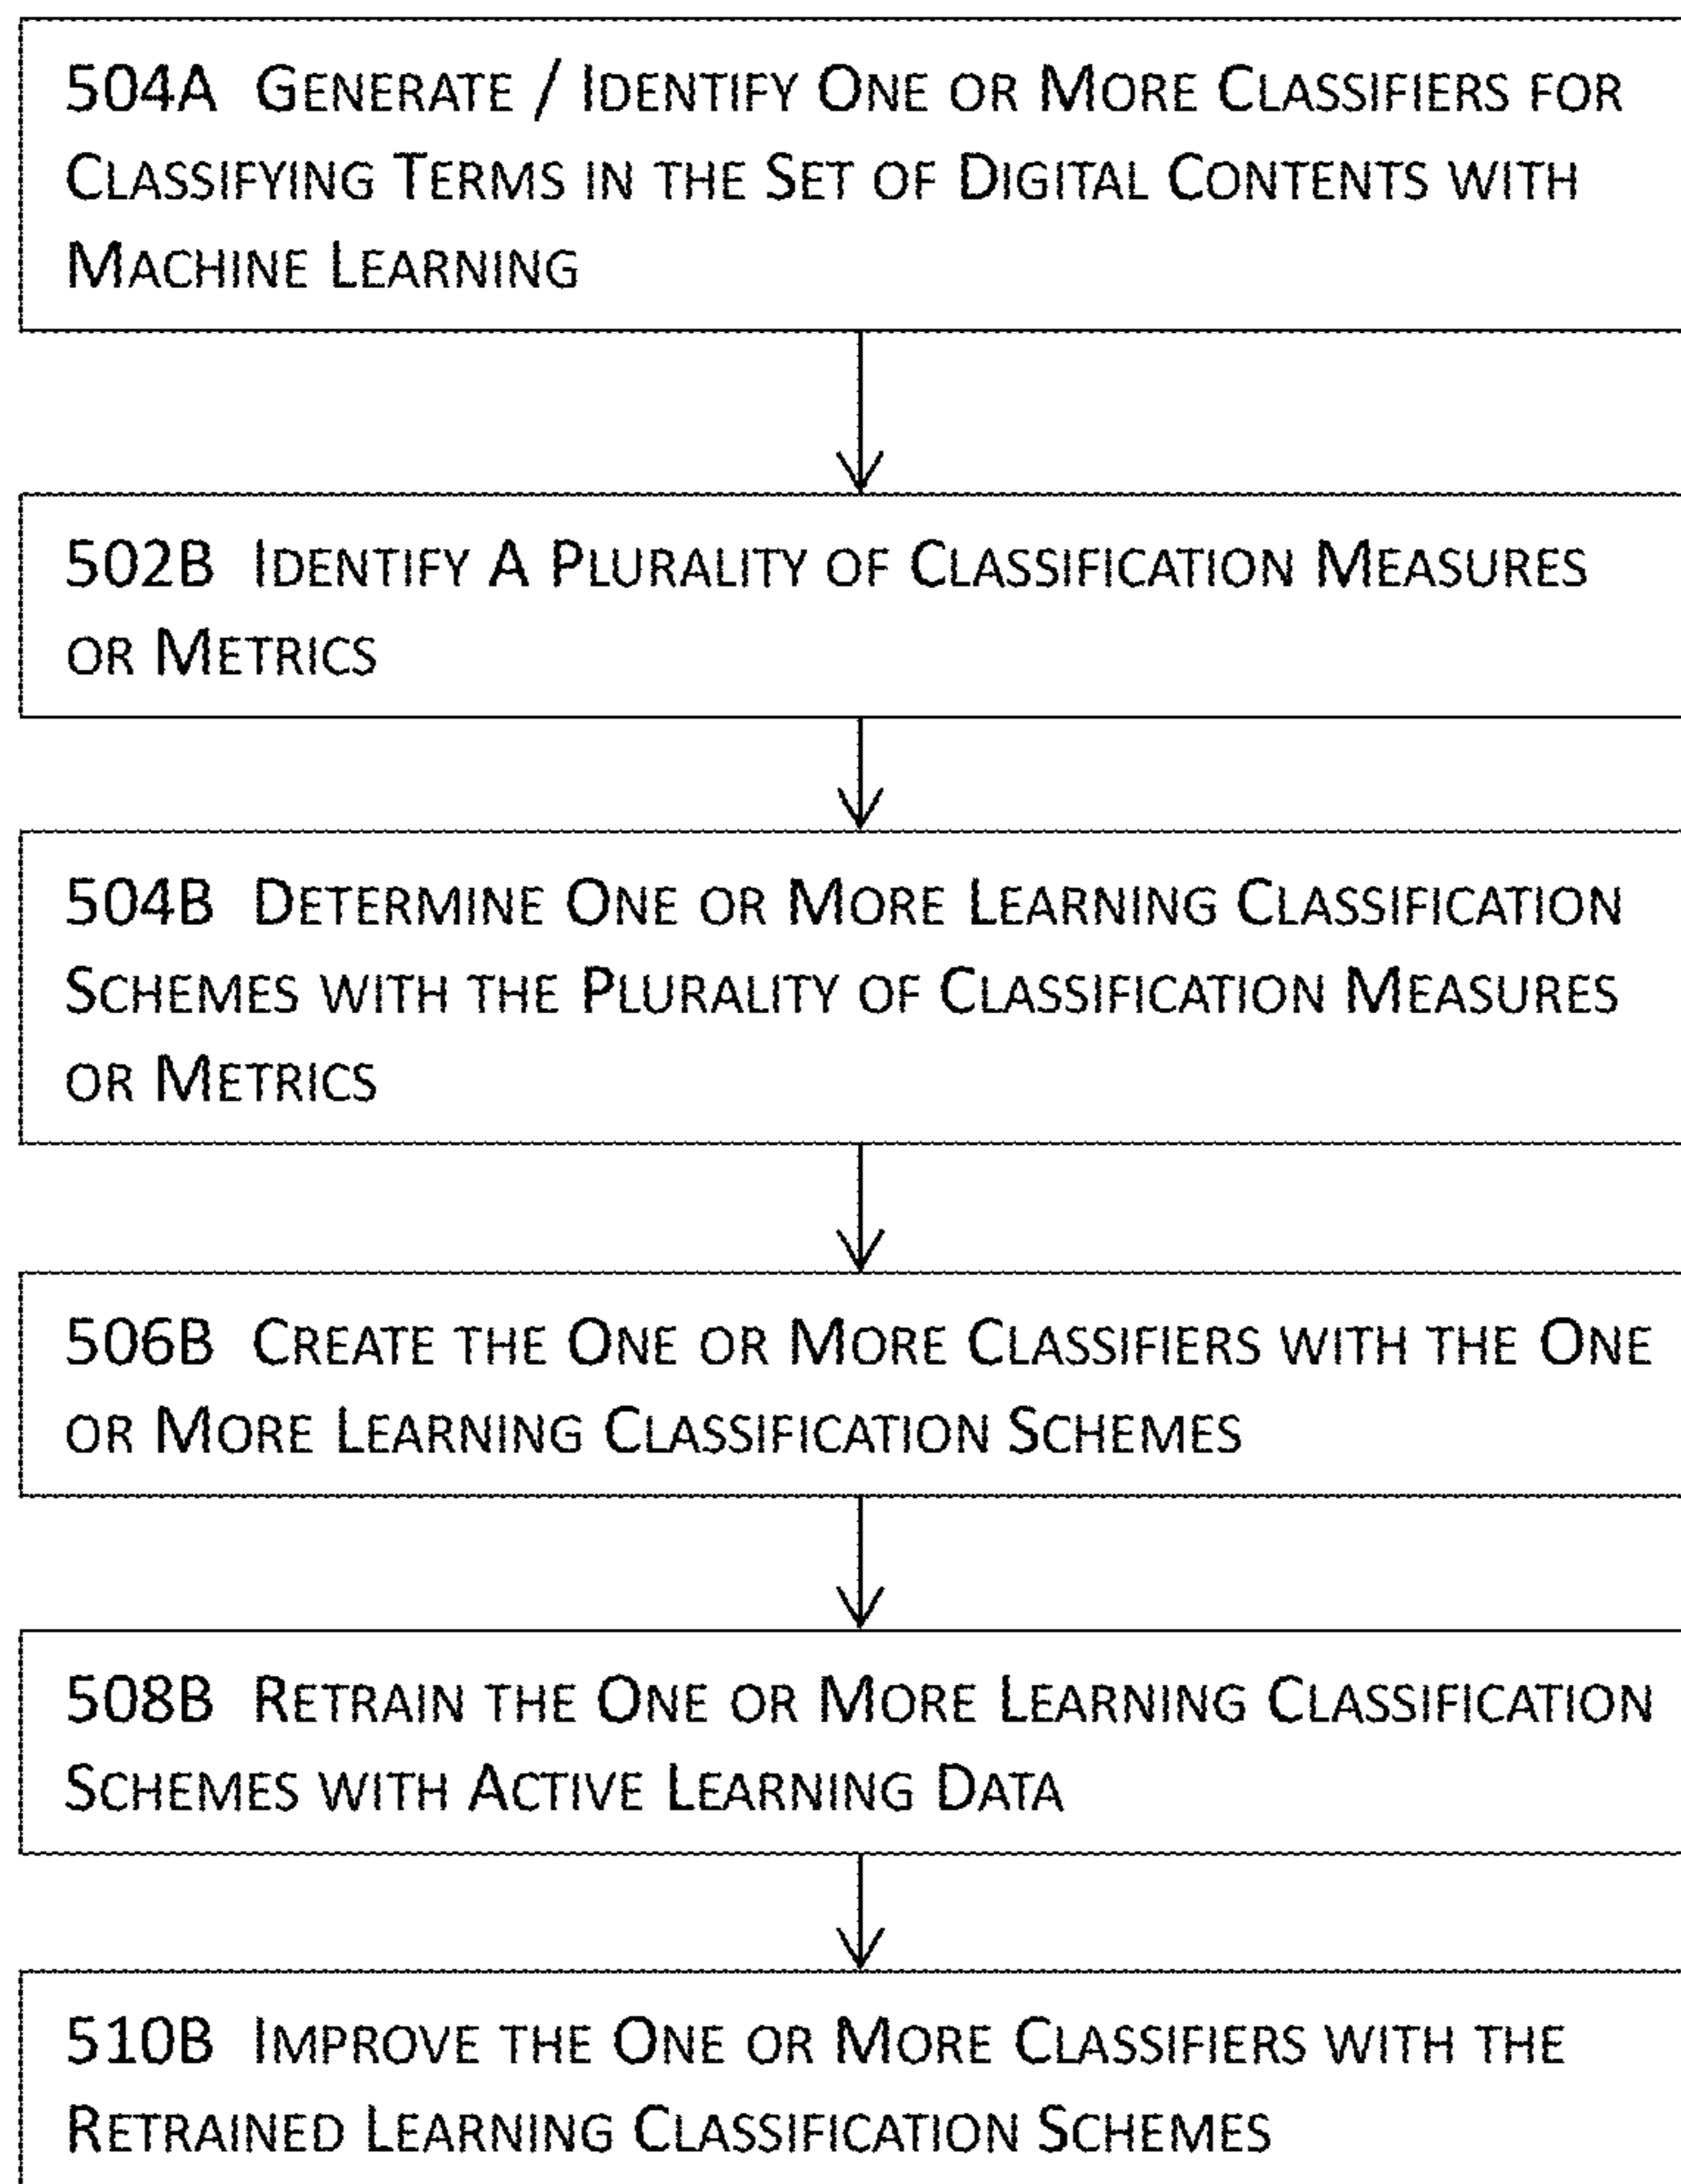 504A GENERATE / IDENTIFY ONE OR MORE CLASSIFIERS FOR
CLASSIFYING TERMS IN THE SET OF DIGITAL CONTENTS WITH
MACHINE LEARNING
502B IDENTIFY A PLURALITY OF CLASSIFICATION MEASURES
OR METRICS
504B DETERMINE ONE OR MORE LEARNING CLASSIFICATION
SCHEMES WITH THE PLURALITY OF CLASSIFICATION MEASURES
OR METRICS
506B CREATE THE ONE OR MORE CLASSIFIERS WITH THE ONE
OR MORE LEARNING CLASSIFICATION SCHEMES
508B RETRAIN THE ONE OR MORE LEARNING CLASSIFICATION
SCHEMES WITH ACTIVE LEARNING DATA
510B IMPROVE THE ONE OR MORE CLASSIFIERS WITH THE
RETRAINED LEARNING CLASSIFICATION SCHEMES